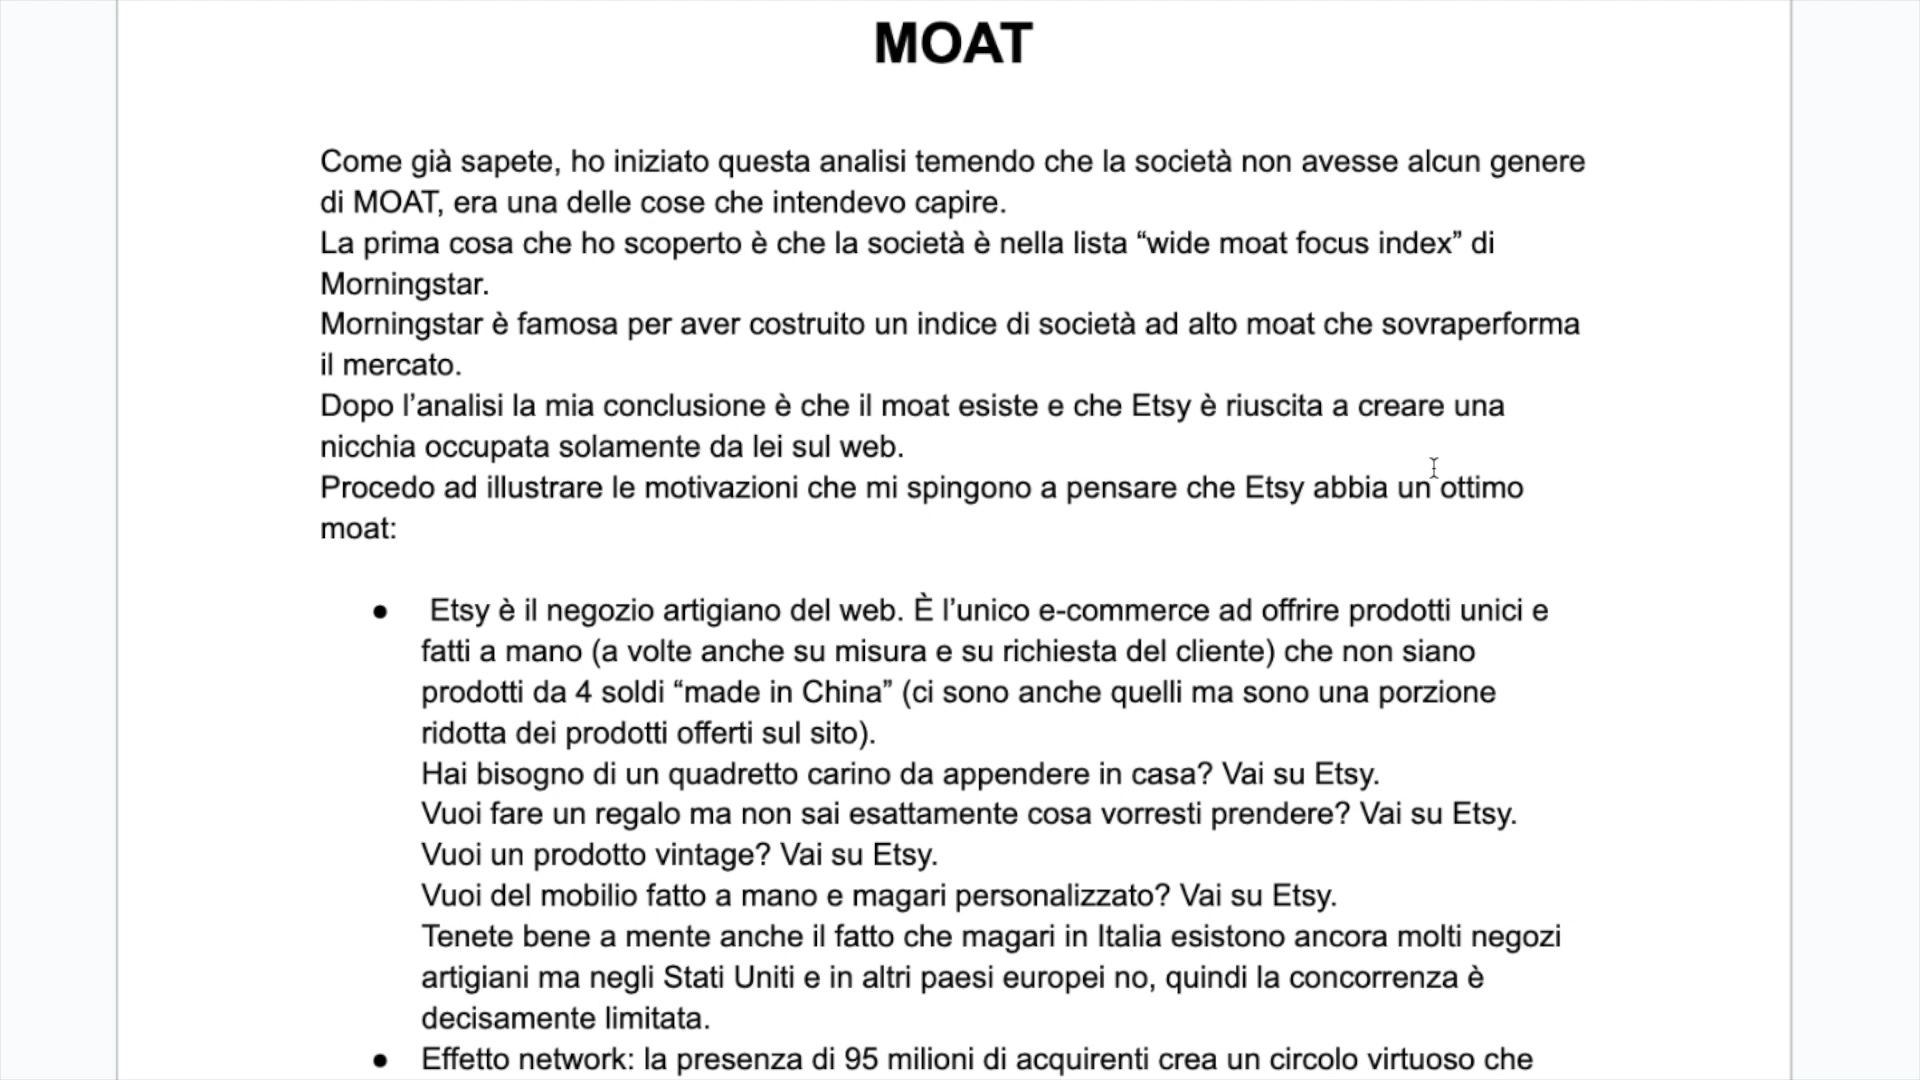 MOAT
Come già sapete, ho iniziato questa analisi temendo che la società non avesse alcun genere
di MOAT, era una delle cose che intendevo capire.
La prima cosa che ho scoperto è che la società è nella lista “wide moat focus index” di
Morningstar.
Morningstar è famosa per aver costruito un indice di società ad alto moat che sovraperforma
il mercato.
Dopo l’analisi la mia conclusione è che il moat esiste e che Etsy è riuscita a creare una
nicchia occupata solamente da lei sul web.
Procedo ad illustrare le motivazioni che mi spingono a pensare che Etsy abbia un ottimo
moat:
● Etsy è il negozio artigiano del web. È l’unico e-commerce ad offrire prodotti unici e
fatti a mano (a volte anche su misura e su richiesta del cliente) che non siano
prodotti da 4 soldi “made in China” (ci sono anche quelli ma sono una porzione
ridotta dei prodotti offerti sul sito).
Hai bisogno di un quadretto carino da appendere in casa? Vai su Etsy.
Vuoi fare un regalo ma non sai esattamente cosa vorresti prendere? Vai su Etsy.
Vuoi un prodotto vintage? Vai su Etsy.
Vuoi del mobilio fatto a mano e magari personalizzato? Vai su Etsy.
Tenete bene a mente anche il fatto che magari in Italia esistono ancora molti negozi
artigiani ma negli Stati Uniti e in altri paesi europei no, quindi la concorrenza è
decisamente limitata.
● Effetto network: la presenza di 95 milioni di acquirenti crea un circolo virtuoso che